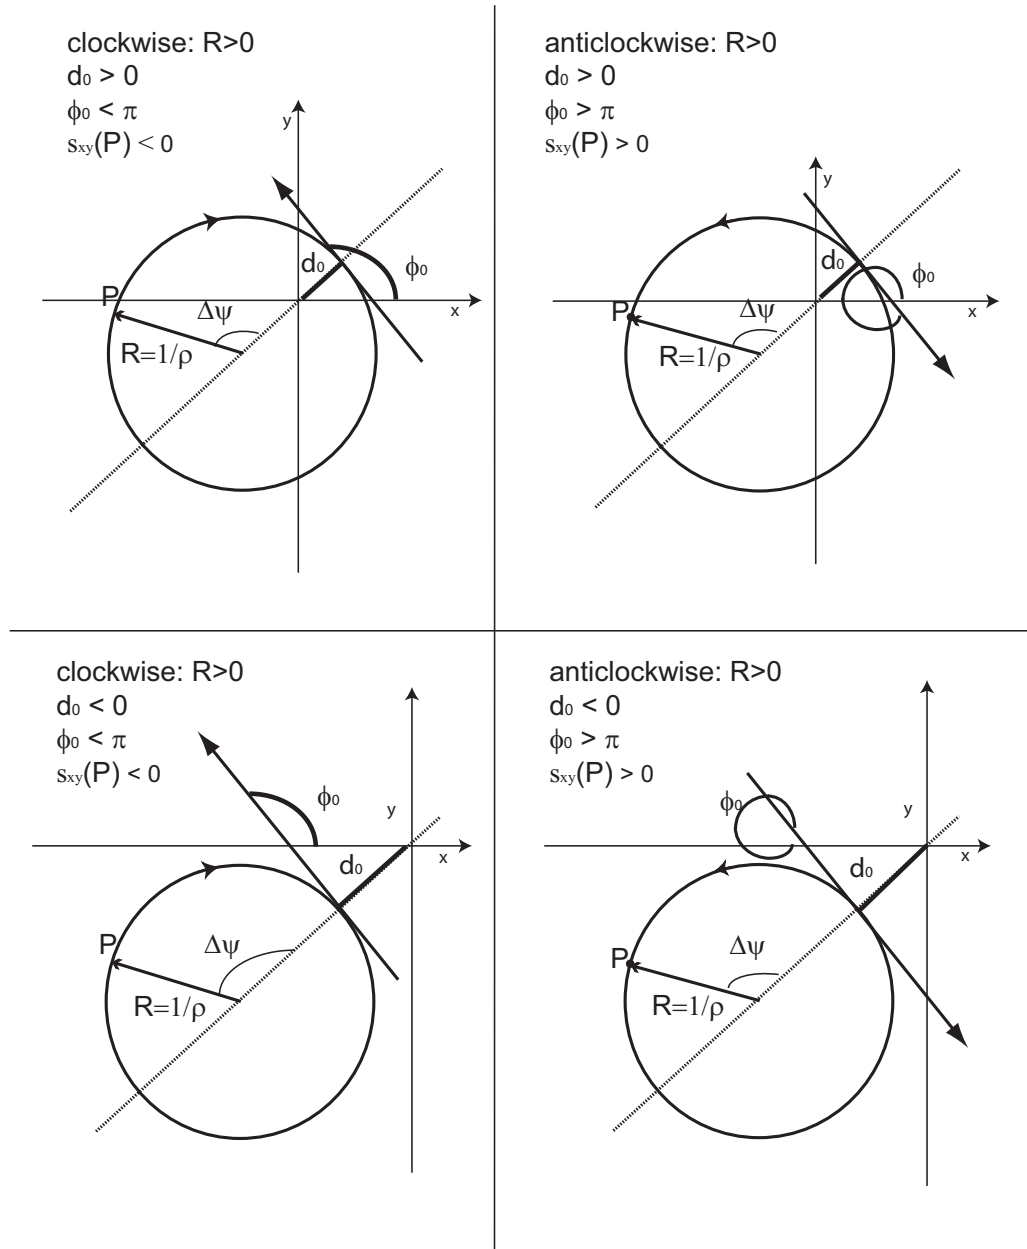 clockwise: R>0
d₀ > 0
ϕ₀ < π
sxy(P) < 0
y
x
d₀
ϕ₀
P
Δψ
R=1/ρ
anticlockwise: R>0
d₀ > 0
ϕ₀ > π
sxy(P) > 0
y
x
d₀
ϕ₀
P
Δψ
R=1/ρ
clockwise: R>0
d₀ < 0
ϕ₀ < π
sxy(P) < 0
ϕ₀
y
x
d₀
P
Δψ
R=1/ρ
anticlockwise: R>0
d₀ < 0
ϕ₀ > π
sxy(P) > 0
ϕ₀
y
x
d₀
P
Δψ
R=1/ρ